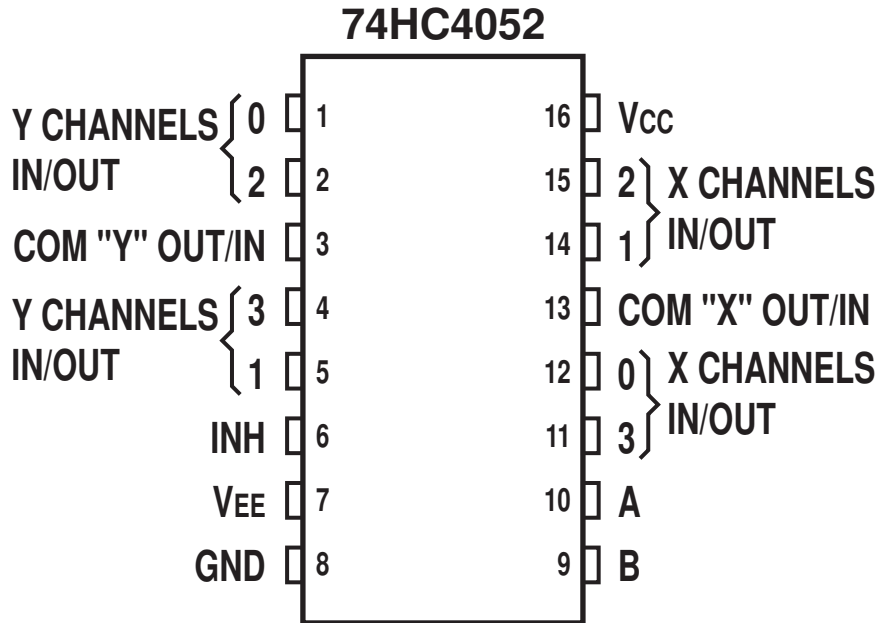 74HC4052
Y CHANNELS 0 1 16 VCC
IN/OUT 2 2 15 2 X CHANNELS
COM "Y" OUT/IN 3 14 1 IN/OUT
Y CHANNELS 3 4 13 COM "X" OUT/IN
IN/OUT 1 5 12 0 X CHANNELS
INH 6 11 3 IN/OUT
VEE 7 10 A
GND 8 9 B